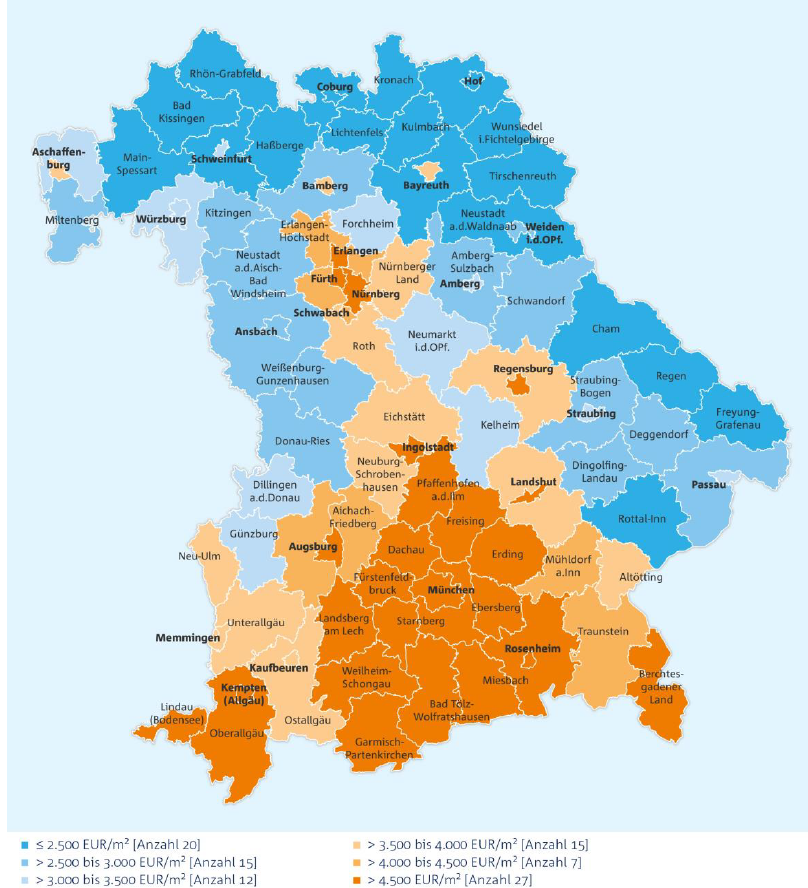 Rhön-Grabfeld
Coburg
Kronach
Hof
Bad
Kissingen
Lichtenfels
Kulmbach
Wunsiedel
i.Fichtelgebirge
Haßberge
Aschaffen-
burg
Main-
Spessart
Schweinfurt
Bamberg
Bayreuth
Tirschenreuth
Miltenberg
Würzburg
Kitzingen
Erlangen-
Höchstadt
Forchheim
Neustadt
a.d.Waldnaab
Weiden
i.d.OPf.
Neustadt
a.d.Aisch-
Bad
Windsheim
Erlangen
Fürth
Nürnberg
Nürnberger
Land
Amberg-
Sulzbach
Amberg
Schwandorf
Schwabach
Ansbach
Roth
Neumarkt
i.d.OPf.
Cham
Weißenburg-
Gunzenhausen
Regensburg
Straubing-
Bogen
Regen
Eichstätt
Kelheim
Straubing
Freyung-
Grafenau
Donau-Ries
Ingolstadt
Deggendorf
Neuburg-
Schroben-
hausen
Dingolfing-
Landau
Dillingen
a.d.Donau
Pfaffenhofen
a.d.Ilm
Landshut
Passau
Aichach-
Friedberg
Freising
Rottal-Inn
Günzburg
Augsburg
Dachau
Erding
Neu-Ulm
Mühldorf
a.Inn
Altötting
Fürstenfeld
bruck
München
Ebersberg
Unterallgäu
Landsberg
am Lech
Starnberg
Traunstein
Memmingen
Rosenheim
Kaufbeuren
Weilheim-
Schongau
Miesbach
Berchtes-
gadener
Land
Kempten
(Allgäu)
Lindau
(Bodensee)
Oberallgäu
Ostallgäu
Bad Tölz-
Wolfratshausen
Garmisch-
Partenkirchen
≤ 2.500 EUR/m² [Anzahl 20]
> 2.500 bis 3.000 EUR/m² [Anzahl 15]
> 3.000 bis 3.500 EUR/m² [Anzahl 12]
> 3.500 bis 4.000 EUR/m² [Anzahl 15]
> 4.000 bis 4.500 EUR/m² [Anzahl 7]
> 4.500 EUR/m² [Anzahl 27]